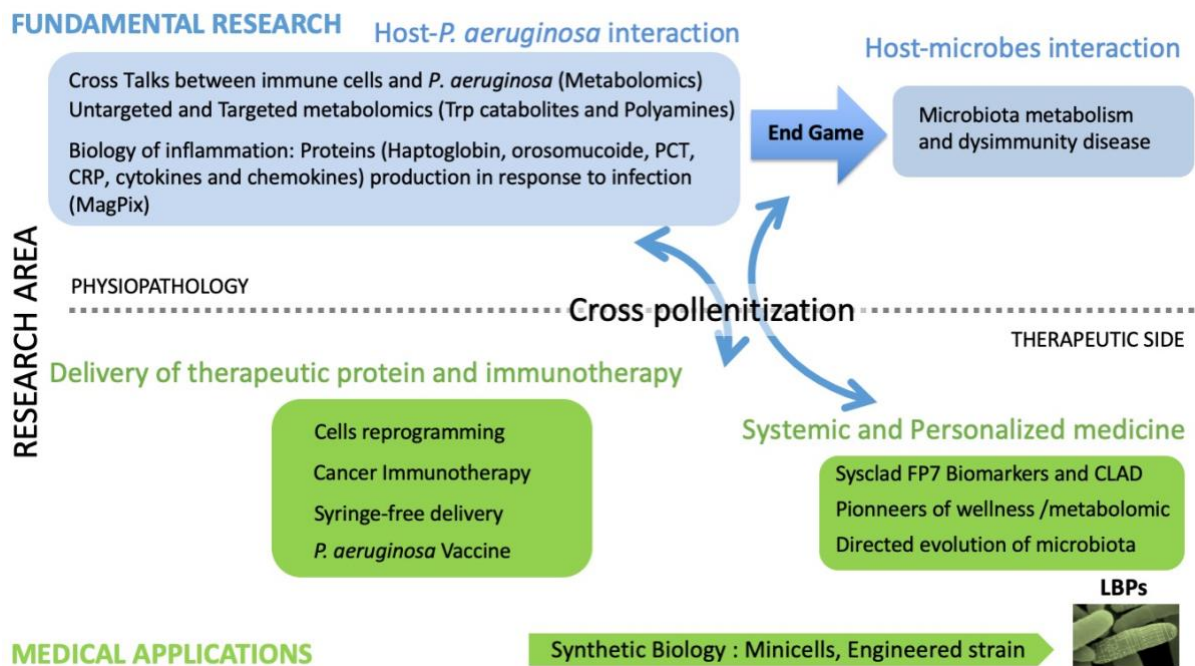 FUNDAMENTAL RESEARCH
Host-P. aeruginosa interaction
Host-microbes interaction
Cross Talks between immune cells and P. aeruginosa (Metabolomics)
Untargeted and Targeted metabolomics (Trp catabolites and Polyamines)
Biology of inflammation: Proteins (Haptoglobin, orosomucoide, PCT,
CRP, cytokines and chemokines) production in response to infection
(MagPix)
End Game
Microbiota metabolism
and dysimmunity disease
RESEARCH AREA
PHYSIOPATHOLOGY
Cross pollenitization
THERAPEUTIC SIDE
Delivery of therapeutic protein and immunotherapy
Cells reprogramming
Cancer Immunotherapy
Syringe-free delivery
P. aeruginosa Vaccine
Systemic and Personalized medicine
Sysclad FP7 Biomarkers and CLAD
Pionneers of wellness /metabolomic
Directed evolution of microbiota
LBPs
MEDICAL APPLICATIONS
Synthetic Biology : Minicells, Engineered strain